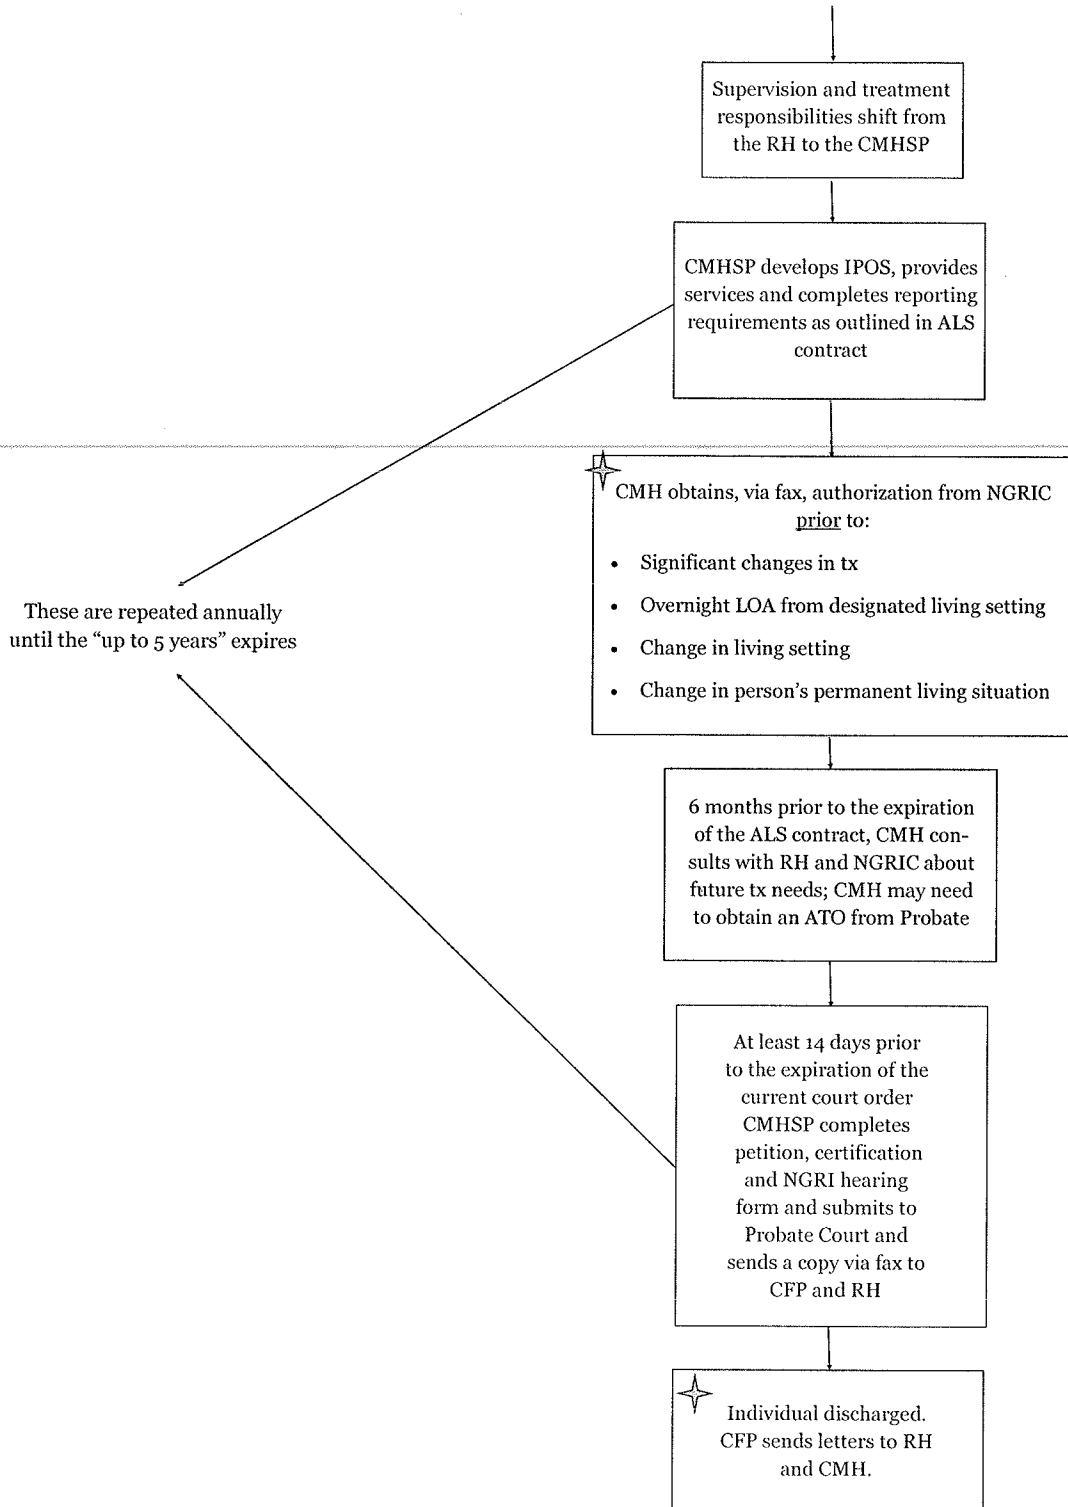 Supervision and treatment
responsibilities shift from
the RH to the CMHSP
CMHSP develops IPOS, provides
services and completes reporting
requirements as outlined in ALS
contract
CMH obtains, via fax, authorization from NGRIC
prior to:
• Significant changes in tx
• Overnight LOA from designated living setting
• Change in living setting
• Change in person's permanent living situation
These are repeated annually
until the “up to 5 years” expires
6 months prior to the expiration
of the ALS contract, CMH con-
sults with RH and NGRIC about
future tx needs; CMH may need
to obtain an ATO from Probate
At least 14 days prior
to the expiration of the
current court order
CMHSP completes
petition, certification
and NGRI hearing
form and submits to
Probate Court and
sends a copy via fax to
CFP and RH
Individual discharged.
CFP sends letters to RH
and CMH.